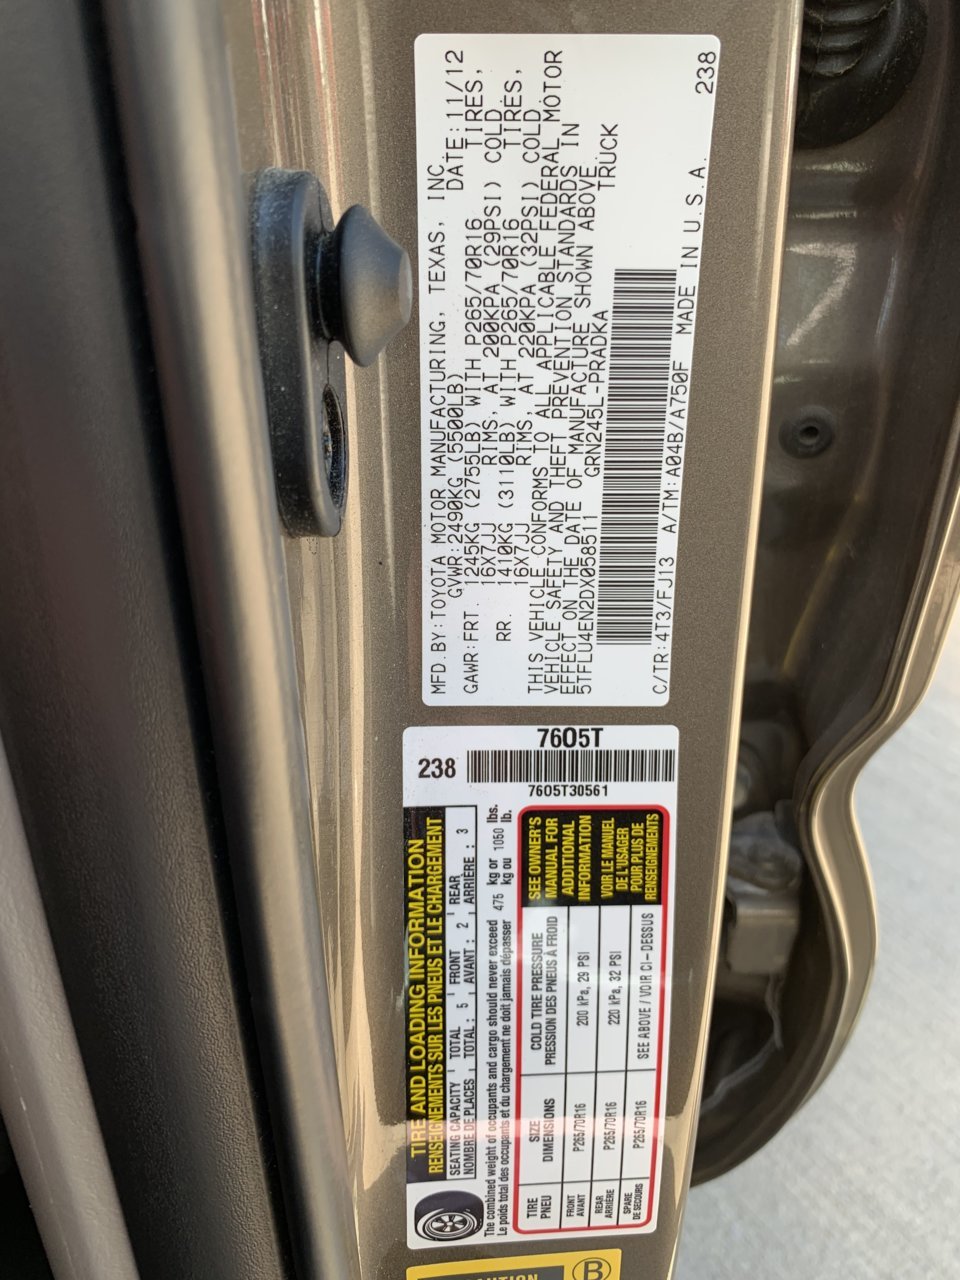 MFD.BY:TOYOTA MOTOR MANUFACTURING, TEXAS, INC.
GVWR:2490KG (5500LB) DATE:11/12
GAWR:FRT. 1245KG (2755LB) WITH P265/70R16 TIRES,
16X7JJ RIMS, AT 200KPA (29PSI) COLD
RR. 1410KG (3110LB) WITH P265/70R16 TIRES,
16X7JJ RIMS, AT 220KPA (32PSI) COLD.
THIS VEHICLE CONFORMS TO ALL APPLICABLE FEDERAL MOTOR
VEHICLE SAFETY AND THEFT PREVENTION STANDARDS IN
EFFECT ON THE DATE OF MANUFACTURE SHOWN ABOVE.
5TFLU4EN2DX058511 GRN245L-PRADKA TRUCK
C/TR:4T3/FJ13 A/TM:A04B/A750F MADE IN U.S.A. 238
TIRE AND LOADING INFORMATION
RENSEIGNEMENTS SUR LES PNEUS ET LE CHARGEMENT
238
7605T
7605T30561
SEATING CAPACITY TOTAL FRONT REAR
NOMBRE DE PLACES TOTAL : 5 AVANT : 2 ARRIÈRE : 3
The combined weight of occupants and cargo should never exceed 475 kg or 1050 lbs.
Le poids total des occupants et du chargement ne doit jamais dépasser kg ou lb.
TIRE SIZE COLD TIRE PRESSURE
PNEU DIMENSIONS PRESSION DES PNEUS À FROID
FRONT
AVANT P265/70R16 200 kPa, 29 PSI
REAR
ARRIÈRE P265/70R16 220 kPa, 32 PSI
SPARE
DE SECOURS P265/70R16 SEE ABOVE / VOIR CI-DESSUS
SEE OWNER'S
MANUAL FOR
ADDITIONAL
INFORMATION
VOIR LE MANUEL
DE L'USAGER
POUR PLUS DE
RENSEIGNEMENTS
B